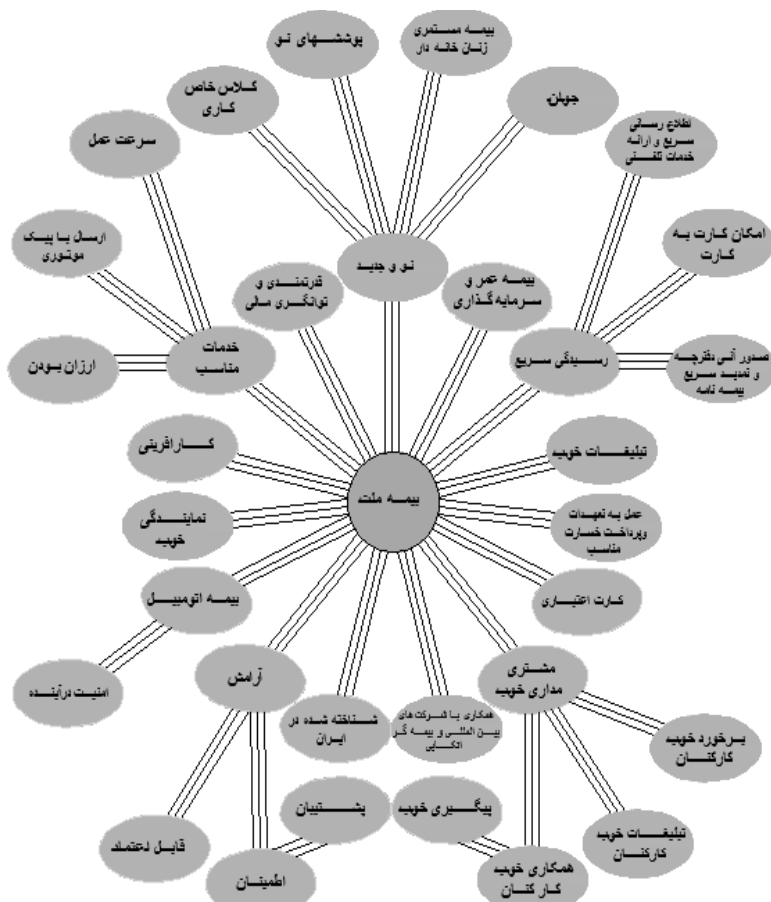 پوششهای نو
بیمه مستمری
زنان خانه دار
کلاس خاص
کاری
جوان
سرعت عمل
اطلاع رسانی
سریع و ارائه
خدمات تلفنی
ارسال با پیک
موتوری
امکان کارت به
کارت
نو و جدید
قدرتمندی و
توانگری مالی
بیمه عمر و
سرمایه گذاری
خدمات
مناسب
رسیدگی سریع
ارزان بودن
صدور آنی دفترچه
و تمدید سریع
بیمه نامه
کارافرینی
تبلیغات خوب
بیمه ملت
نمایندگی
خوب
عمل به تعهدات
وپرداخت خسارت
مناسب
بیمه اتومبیل
کارت اعتباری
امنیت درآینده
آرامش
مشتری
مداری خوب
شناخته شده در
ایران
همکاری با شرکت های
بین المللی و بیمه گر
اتکایی
برخورد خوب
کارکنان
پشتیبان
پیگیری خوب
قابل اعتماد
تبلیغات خوب
کارکنان
اطمینان
همکاری خوب
کارکنان